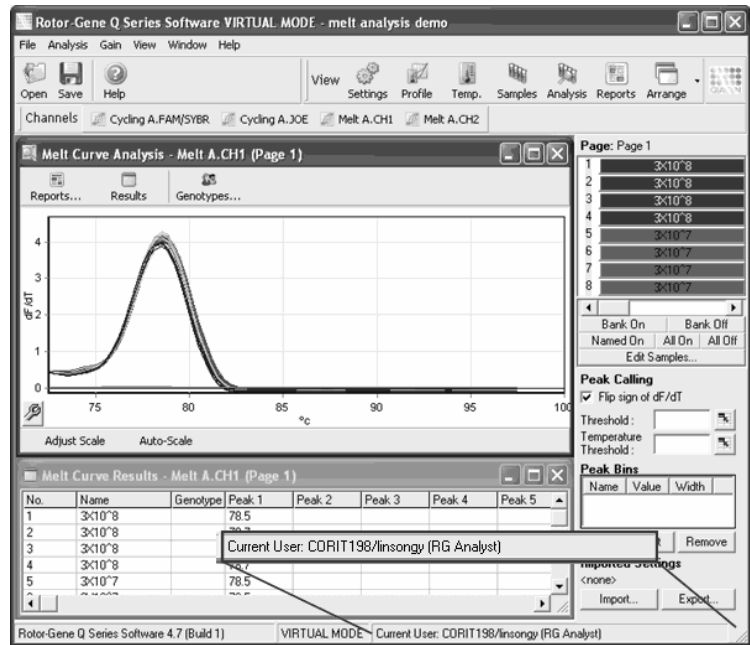 Rotor-Gene Q Series Software VIRTUAL MODE - melt analysis demo
File Analysis Gain View Window Help
Open Save Help View Settings Profile Temp. Samples Analysis Reports Arrange
Channels Cycling A.FAM/SYBR Cycling A.JOE Melt A.CH1 Melt A.CH2
Melt Curve Analysis - Melt A.CH1 (Page 1)
Reports... Results Genotypes...
dF/dT
4
3
2
1
0
75 80 85 90 95 100
°c
Adjust Scale Auto-Scale
Page: Page 1
1 3X10^8
2 3X10^8
3 3X10^8
4 3X10^8
5 3X10^7
6 3X10^7
7 3X10^7
8 3X10^7
Bank On Bank Off
Named On All On All Off
Edit Samples...
Peak Calling
Flip sign of dF/dT
Threshold :
Temperature
Threshold :
Peak Bins
Name Value Width
Remove
Imported Settings
<none>
Import... Export...
Melt Curve Results - Melt A.CH1 (Page 1)
No. Name Genotype Peak 1 Peak 2 Peak 3 Peak 4 Peak 5
1 3X10^8 78.5
2 3X10^8
3 3X10^8
4 3X10^8 78.7
5 3X10^7 78.5
Current User: CORIT198/linsongy (RG Analyst)
Rotor-Gene Q Series Software 4.7 (Build 1) VIRTUAL MODE Current User: CORIT198/linsongy (RG Analyst)